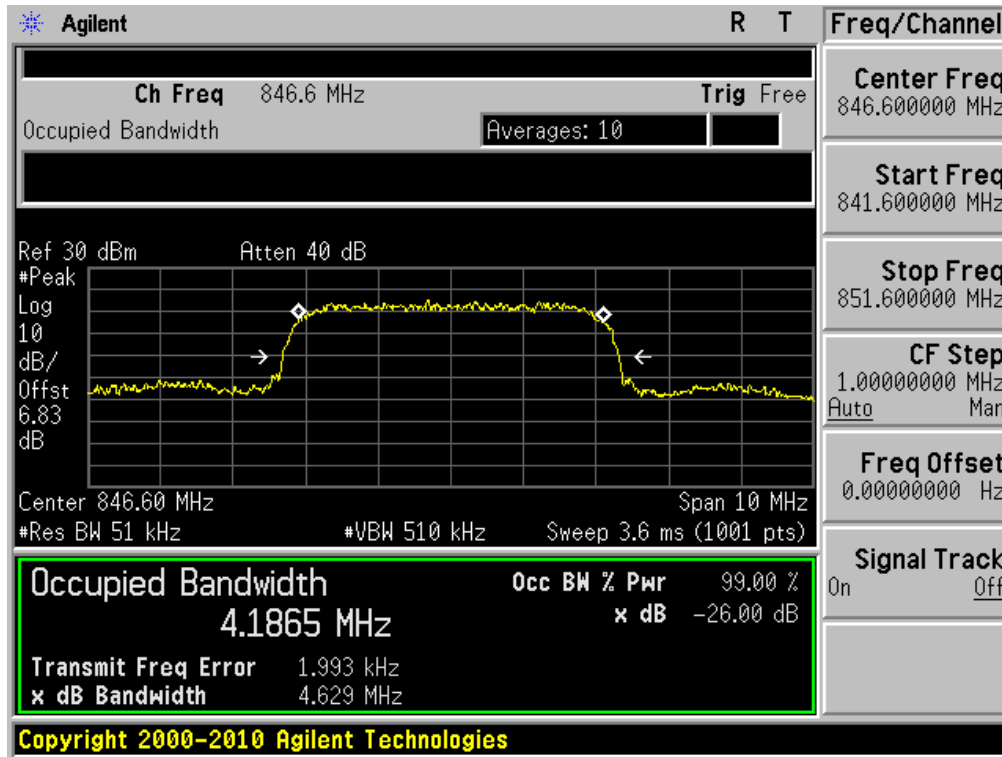 Agilent R T
Ch Freq 846.6 MHz Trig Free
Occupied Bandwidth Averages: 10
Ref 30 dBm Atten 40 dB
#Peak
Log
10
dB/
Offst
6.83
dB
Center 846.60 MHz Span 10 MHz
#Res BW 51 kHz #VBW 510 kHz Sweep 3.6 ms (1001 pts)
Occupied Bandwidth Occ BW % Pwr 99.00 %
4.1865 MHz x dB -26.00 dB
Transmit Freq Error 1.993 kHz
x dB Bandwidth 4.629 MHz
Copyright 2000-2010 Agilent Technologies
Freq/Channel
Center Freq
846.600000 MHz
Start Freq
841.600000 MHz
Stop Freq
851.600000 MHz
CF Step
1.00000000 MHz
Auto Man
Freq Offset
0.00000000 Hz
Signal Track
On Off